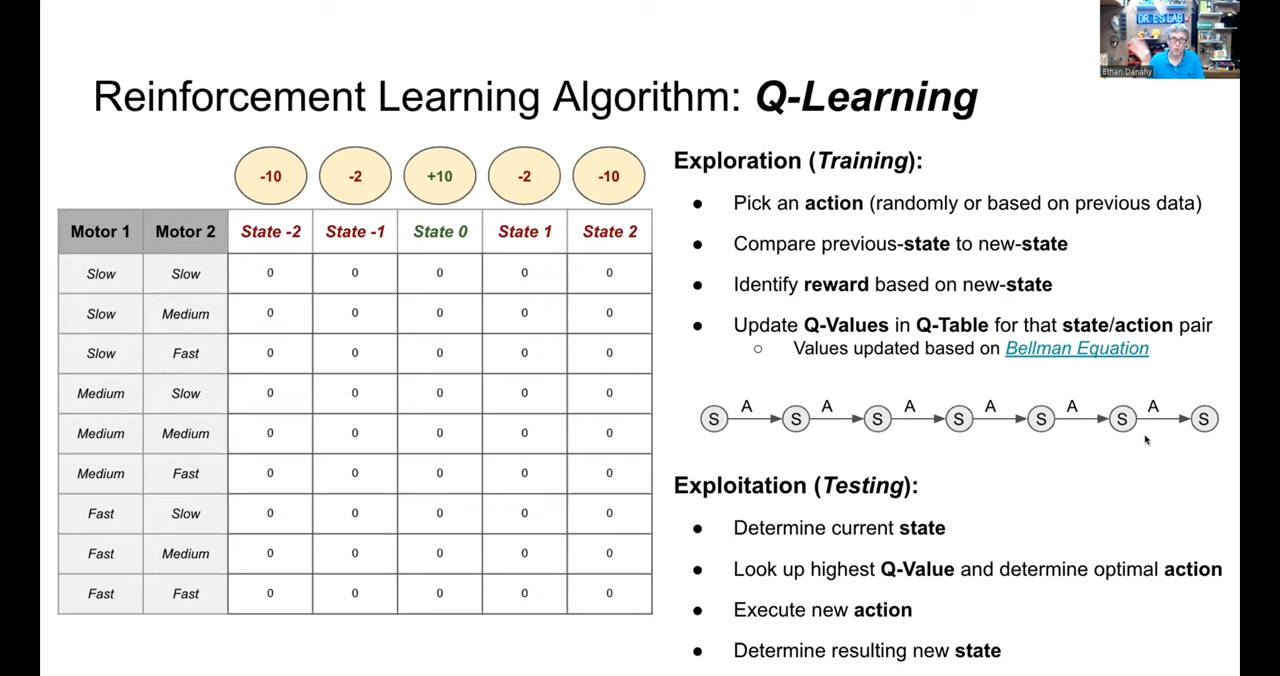 DR. E'S LAB
Ethan Danahy
Reinforcement Learning Algorithm: Q-Learning
-10 -2 +10 -2 -10
Motor 1 Motor 2 State -2 State -1 State 0 State 1 State 2
Slow Slow 0 0 0 0 0
Slow Medium 0 0 0 0 0
Slow Fast 0 0 0 0 0
Medium Slow 0 0 0 0 0
Medium Medium 0 0 0 0 0
Medium Fast 0 0 0 0 0
Fast Slow 0 0 0 0 0
Fast Medium 0 0 0 0 0
Fast Fast 0 0 0 0 0
Exploration (Training):
● Pick an action (randomly or based on previous data)
● Compare previous-state to new-state
● Identify reward based on new-state
● Update Q-Values in Q-Table for that state/action pair
○ Values updated based on Bellman Equation
A A A A A A
S S S S S S S
Exploitation (Testing):
● Determine current state
● Look up highest Q-Value and determine optimal action
● Execute new action
● Determine resulting new state